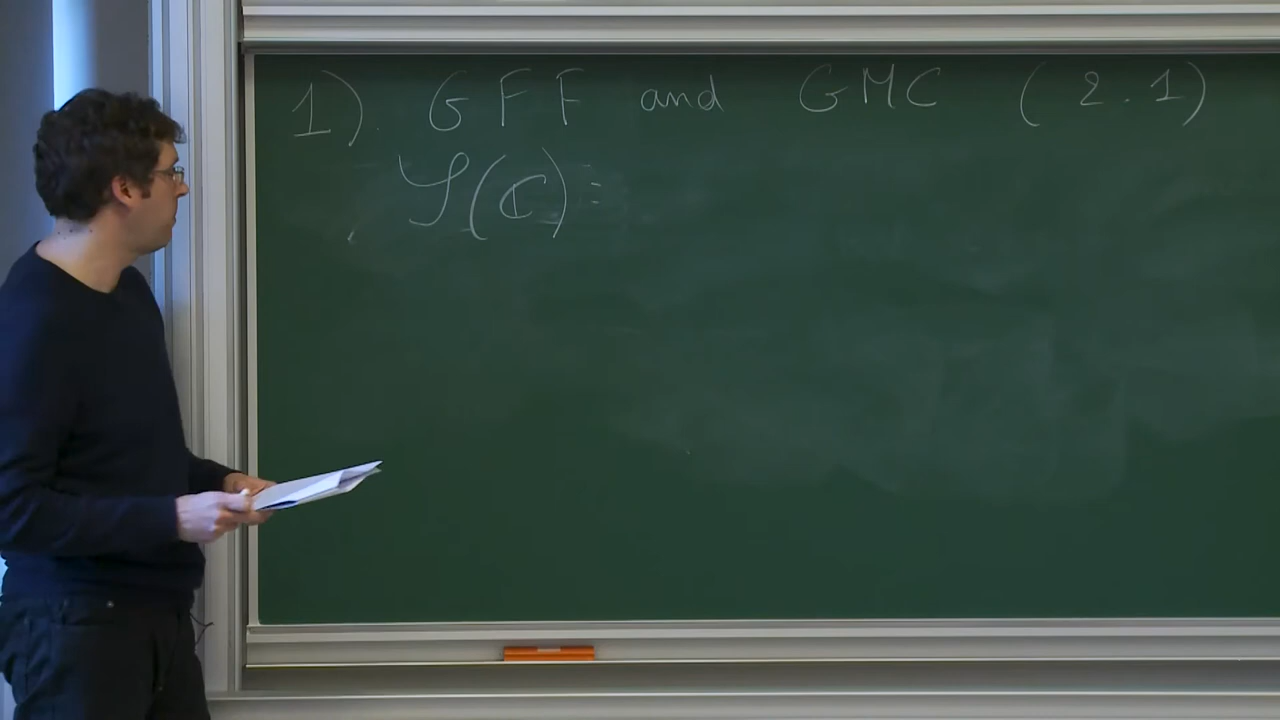 1). GFF and GMC (2.1)
𝒮(ℂ) =